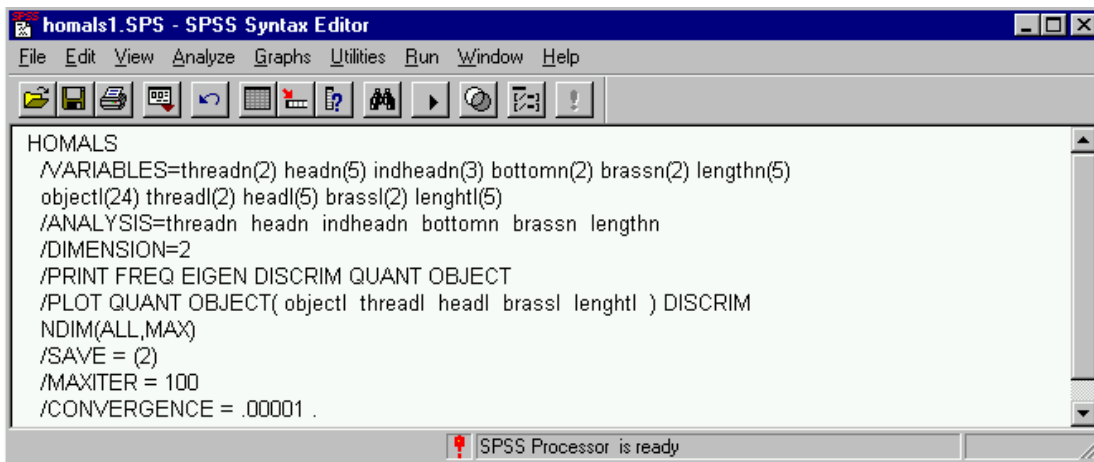 homals1.SPS - SPSS Syntax Editor
File Edit View Analyze Graphs Utilities Run Window Help
HOMALS
/VARIABLES=threadn(2) headn(5) indheadn(3) bottomn(2) brassn(2) lengthn(5)
objectl(24) threadl(2) headl(5) brassl(2) lenghtl(5)
/ANALYSIS=threadn headn indheadn bottomn brassn lengthn
/DIMENSION=2
/PRINT FREQ EIGEN DISCRIM QUANT OBJECT
/PLOT QUANT OBJECT( objectl threadl headl brassl lenghtl ) DISCRIM
NDIM(ALL,MAX)
/SAVE = (2)
/MAXITER = 100
/CONVERGENCE = .00001 .
SPSS Processor is ready